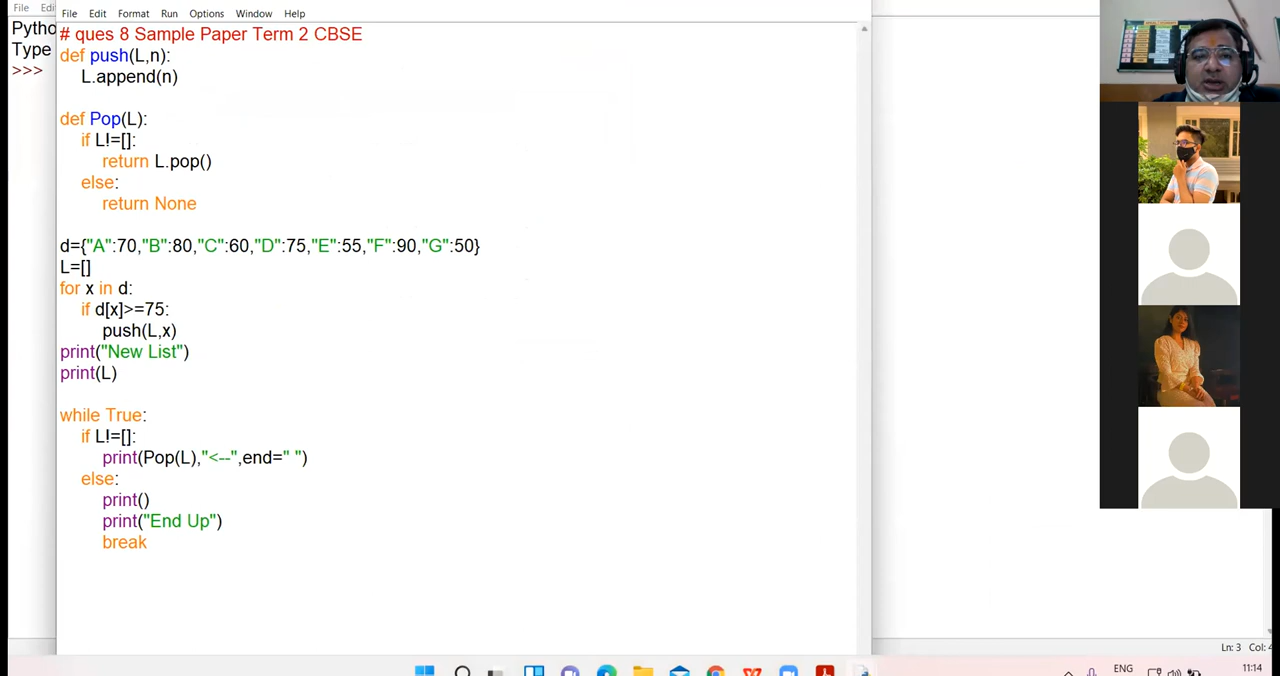 File Edi
File Edit Format Run Options Window Help
Pytho
Type
>>>
# ques 8 Sample Paper Term 2 CBSE
def push(L,n):
    L.append(n)
def Pop(L):
    if L!=[]:
        return L.pop()
    else:
        return None
d={"A":70,"B":80,"C":60,"D":75,"E":55,"F":90,"G":50}
L=[]
for x in d:
    if d[x]>=75:
        push(L,x)
print("New List")
print(L)
while True:
    if L!=[]:
        print(Pop(L),"<--",end=" ")
    else:
        print()
        print("End Up")
        break
Ln: 3 Col: 4
ENG
11:14